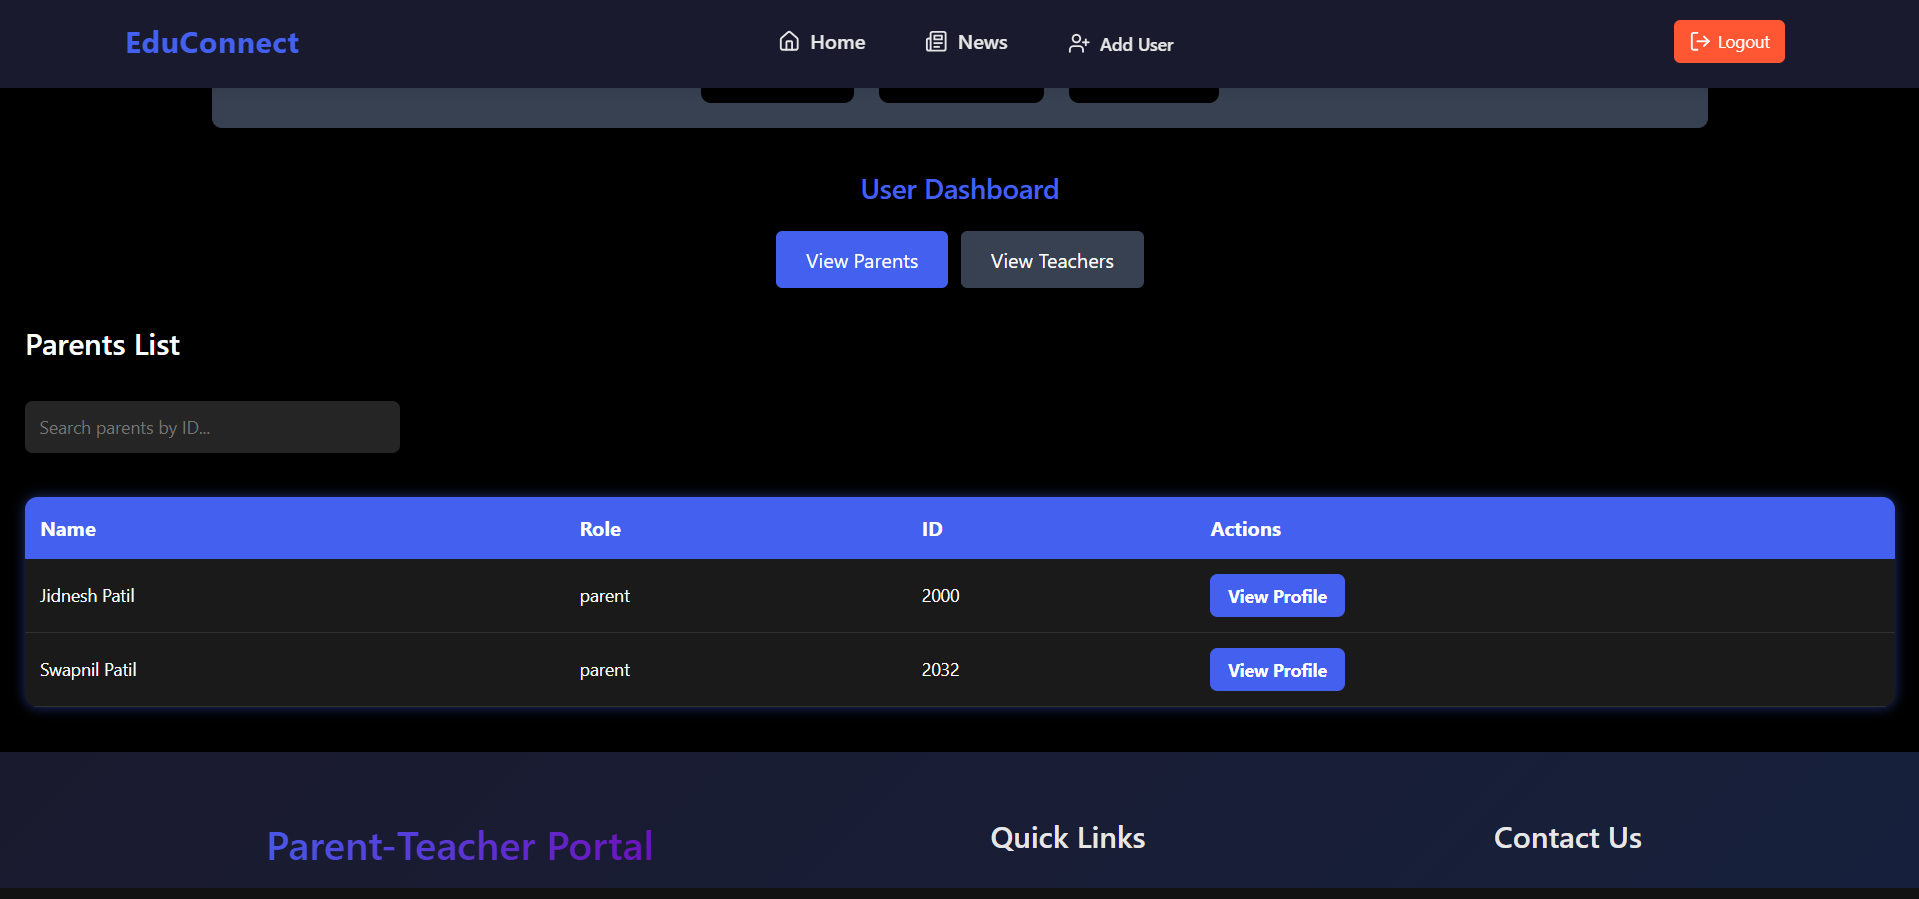 EduConnect
Home
News
Add User
Logout
User Dashboard
View Parents
View Teachers
Parents List
Search parents by ID...
Name Role ID Actions
Jidnesh Patil parent 2000 View Profile
Swapnil Patil parent 2032 View Profile
Parent-Teacher Portal
Quick Links
Contact Us